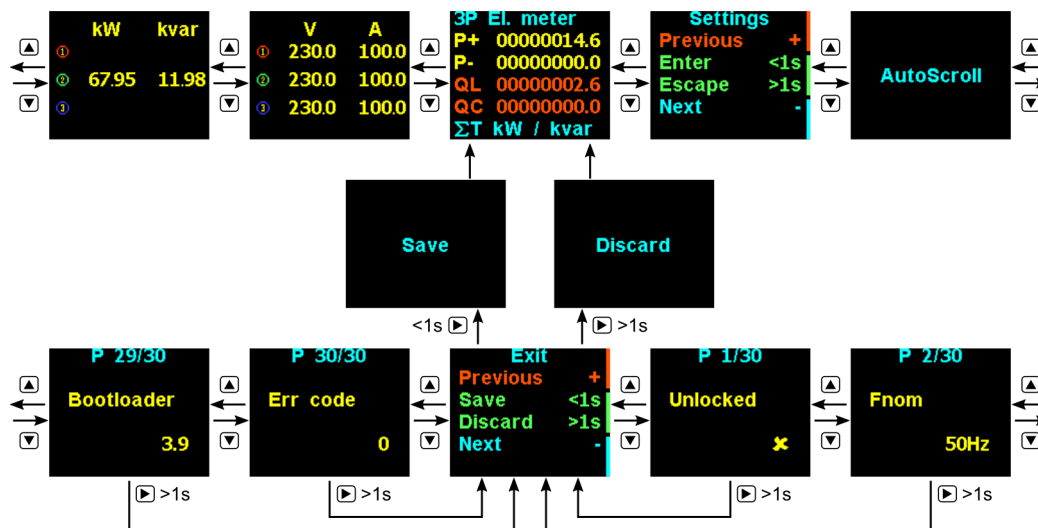 kW kvar
1
2 67.95 11.98
3
V A
1 230.0 100.0
2 230.0 100.0
3 230.0 100.0
3P El. meter
P+ 00000014.6
P- 00000000.0
QL 00000002.6
QC 00000000.0
ΣT kW / kvar
Settings
Previous +
Enter <1s
Escape >1s
Next -
AutoScroll
Save
Discard
<1s
>1s
P 29/30
Bootloader
3.9
P 30/30
Err code
0
Exit
Previous +
Save <1s
Discard >1s
Next -
P 1/30
Unlocked
✘
P 2/30
Fnom
50Hz
>1s
>1s
>1s
>1s